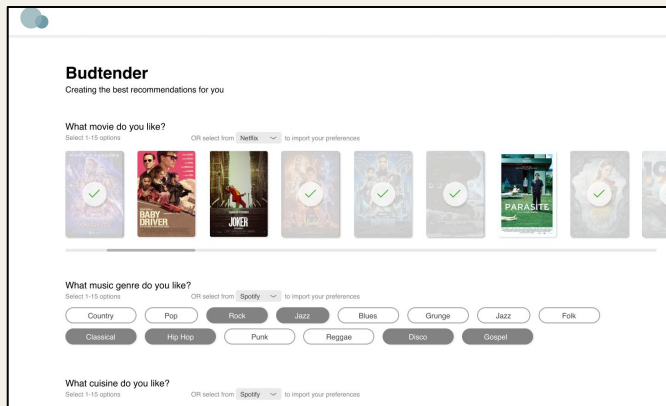 Budtender
Creating the best recommendations for you
What movie do you like?
Select 1-15 options OR select from Netflix to import your preferences
BABY DRIVER
JOKER
PARASITE
What music genre do you like?
Select 1-15 options OR select from Spotify to import your preferences
Country Pop Rock Jazz Blues Grunge Jazz Folk
Classical Hip Hop Punk Reggae Disco Gospel
What cuisine do you like?
Select 1-15 options OR select from Spotify to import your preferences